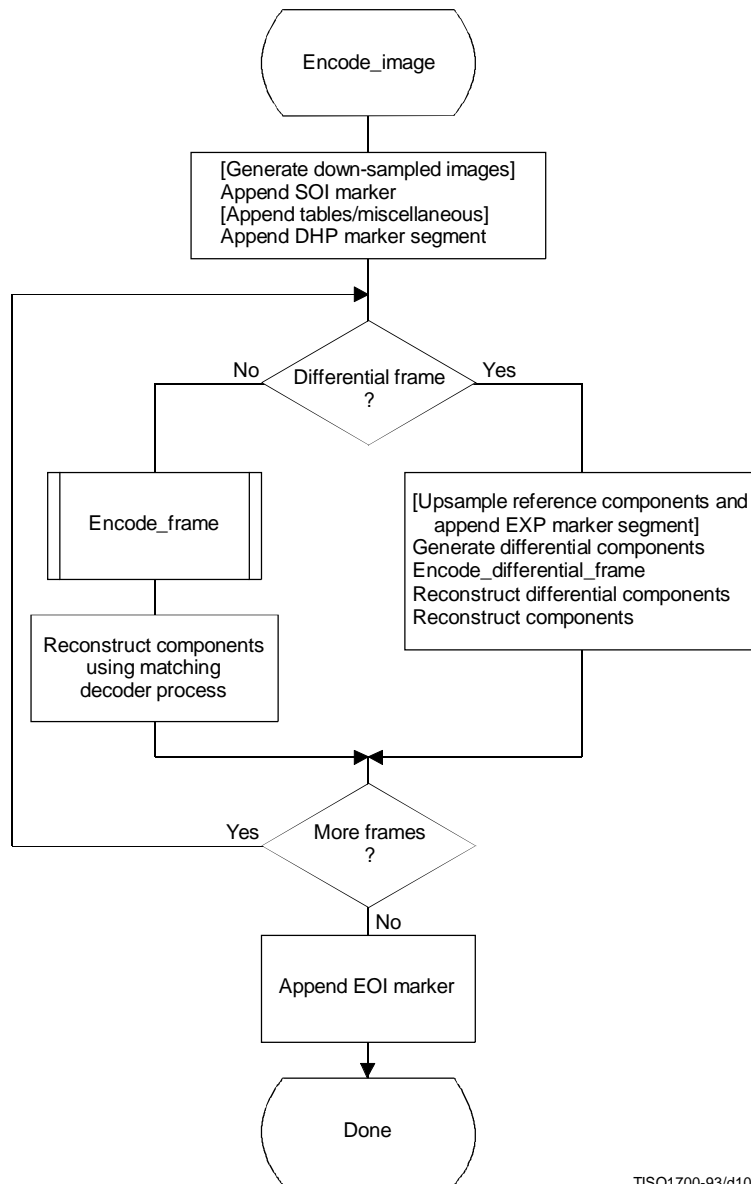 Encode_image
[Generate down-sampled images]
Append SOI marker
[Append tables/miscellaneous]
Append DHP marker segment
No
Differential frame
?
Yes
Encode_frame
[Upsample reference components and
append EXP marker segment]
Generate differential components
Encode_differential_frame
Reconstruct differential components
Reconstruct components
Reconstruct components
using matching
decoder process
Yes
More frames
?
No
Append EOI marker
Done
TISO1700-93/d10